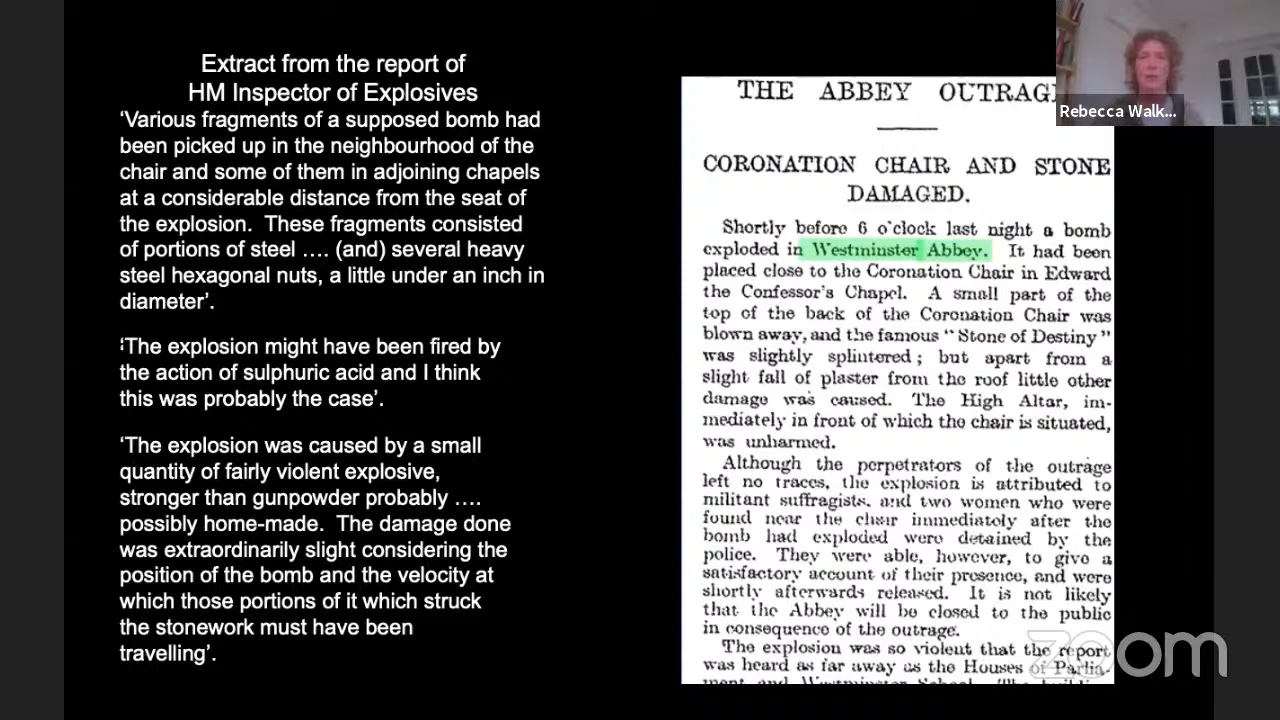 Extract from the report of
HM Inspector of Explosives
‘Various fragments of a supposed bomb had
been picked up in the neighbourhood of the
chair and some of them in adjoining chapels
at a considerable distance from the seat of
the explosion. These fragments consisted
of portions of steel …. (and) several heavy
steel hexagonal nuts, a little under an inch in
diameter’.
‘The explosion might have been fired by
the action of sulphuric acid and I think
this was probably the case’.
‘The explosion was caused by a small
quantity of fairly violent explosive,
stronger than gunpowder probably ….
possibly home-made. The damage done
was extraordinarily slight considering the
position of the bomb and the velocity at
which those portions of it which struck
the stonework must have been
travelling’.
THE ABBEY OUTRAG
CORONATION CHAIR AND STONE
DAMAGED.
Shortly before 6 o'clock last night a bomb
exploded in Westminster Abbey. It had been
placed close to the Coronation Chair in Edward
the Confessor's Chapel. A small part of the
top of the back of the Coronation Chair was
blown away, and the famous "Stone of Destiny"
was slightly splintered; but apart from a
slight fall of plaster from the roof little other
damage was caused. The High Altar, im-
mediately in front of which the chair is situated,
was unharmed.
Although the perpetrators of the outrage
left no traces, the explosion is attributed to
militant suffragists, and two women who were
found near the chair immediately after the
bomb had exploded were detained by the
police. They were able, however, to give a
satisfactory account of their presence, and were
shortly afterwards released. It is not likely
that the Abbey will be closed to the public
in consequence of the outrage.
The explosion was so violent that the report
was heard as far away as the Houses of Parlia-
ment and Westminster School. The
Rebecca Walk...
zoom